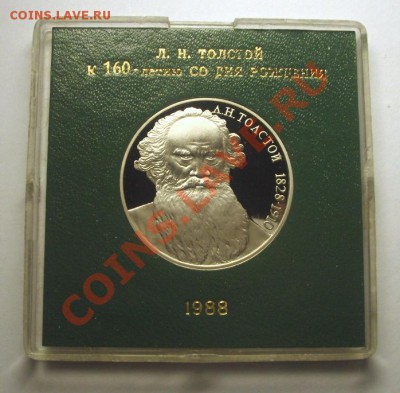 COINS.LAVE.RU
Л. Н. ТОЛСТОЙ
К 160-летию СО ДНЯ РОЖДЕНИЯ
Л.Н. ТОЛСТОЙ 1828-1910
1988
COINS.LAVE.RU